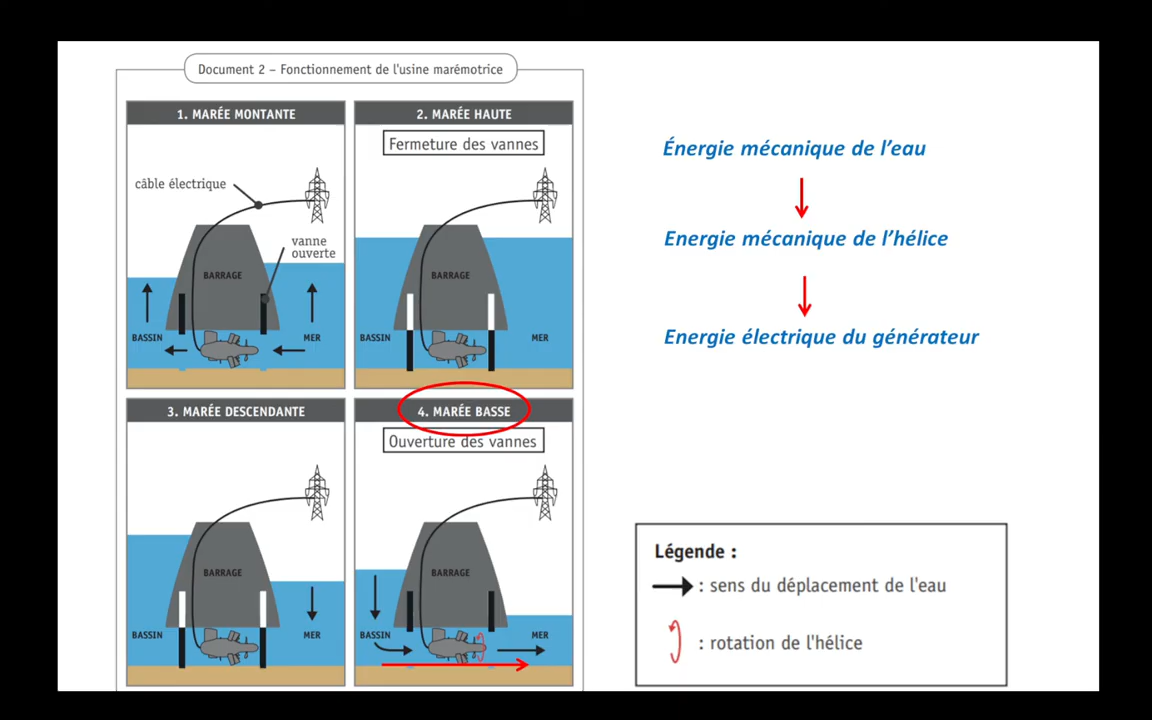 Document 2 – Fonctionnement de l'usine marémotrice
1. MARÉE MONTANTE
câble électrique
vanne
ouverte
BARRAGE
BASSIN
MER
2. MARÉE HAUTE
Fermeture des vannes
BARRAGE
BASSIN
MER
3. MARÉE DESCENDANTE
BARRAGE
BASSIN
MER
4. MARÉE BASSE
Ouverture des vannes
BARRAGE
BASSIN
MER
Énergie mécanique de l’eau
Energie mécanique de l’hélice
Energie électrique du générateur
Légende :
: sens du déplacement de l'eau
: rotation de l'hélice